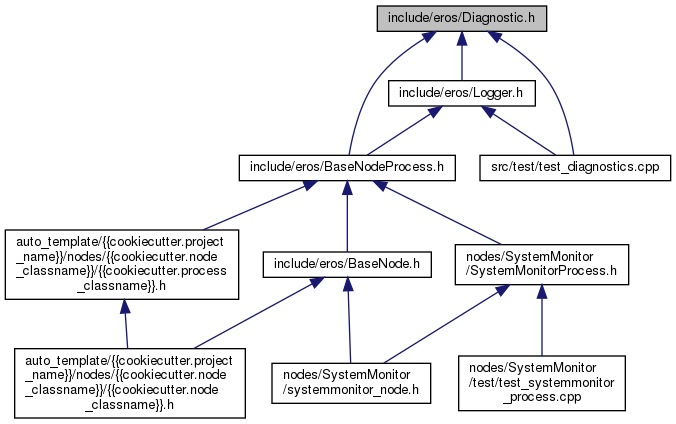 include/eros/Diagnostic.h
include/eros/Logger.h
include/eros/BaseNodeProcess.h
src/test/test_diagnostics.cpp
auto_template/{{cookiecutter.project
_name}}/nodes/{{cookiecutter.node
_classname}}/{{cookiecutter.process
_classname}}.h
include/eros/BaseNode.h
nodes/SystemMonitor
/SystemMonitorProcess.h
auto_template/{{cookiecutter.project
_name}}/nodes/{{cookiecutter.node
_classname}}/{{cookiecutter.node
_classname}}.h
nodes/SystemMonitor
/systemmonitor_node.h
nodes/SystemMonitor
/test/test_systemmonitor
_process.cpp